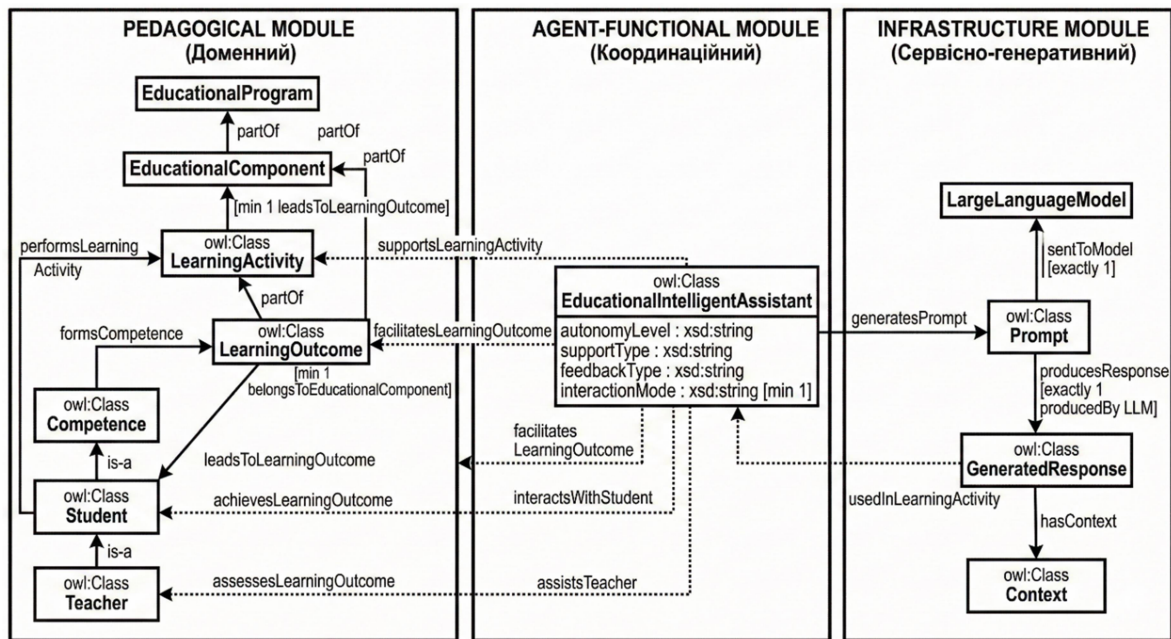 PEDAGOGICAL MODULE
(Доменний)
EducationalProgram
partOf
partOf
EducationalComponent
partOf
[min 1 leadsToLearningOutcome]
performsLearning
Activity
owl:Class
LearningActivity
partOf
formsCompetence
owl:Class
LearningOutcome
[min 1
belongsToEducationalComponent]
owl:Class
Competence
is-a
leadsToLearningOutcome
owl:Class
Student
achievesLearningOutcome
is-a
owl:Class
Teacher
assessesLearningOutcome
AGENT-FUNCTIONAL MODULE
(Координаційний)
supportsLearningActivity
facilitatesLearningOutcome
owl:Class
EducationalIntelligentAssistant
autonomyLevel : xsd:string
supportType : xsd:string
feedbackType : xsd:string
interactionMode : xsd:string [min 1]
facilitates
LearningOutcome
interactsWithStudent
assistsTeacher
INFRASTRUCTURE MODULE
(Сервісно-генеративний)
LargeLanguageModel
sentToModel
[exactly 1]
generatesPrompt
owl:Class
Prompt
producesResponse
[exactly 1
producedBy LLM]
owl:Class
GeneratedResponse
usedInLearningActivity
hasContext
owl:Class
Context